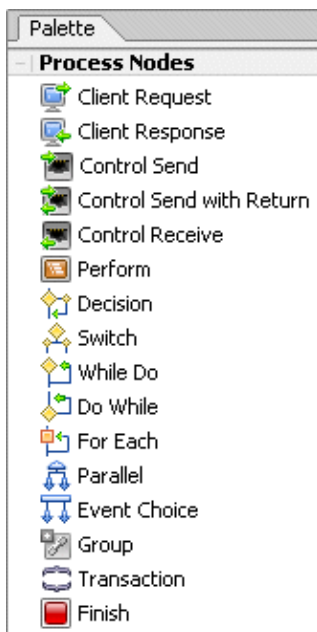 Palette
Process Nodes
Client Request
Client Response
Control Send
Control Send with Return
Control Receive
Perform
Decision
Switch
While Do
Do While
For Each
Parallel
Event Choice
Group
Transaction
Finish